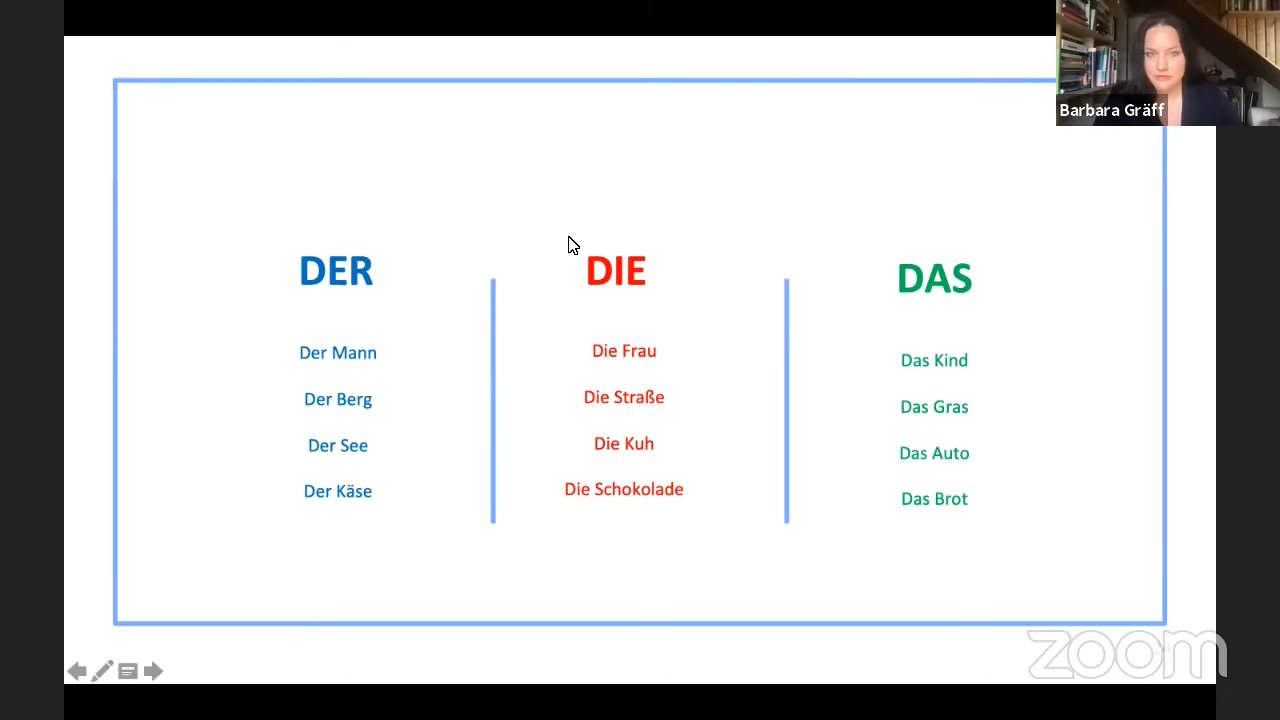 Barbara Gräff
DER
Der Mann
Der Berg
Der See
Der Käse
DIE
Die Frau
Die Straße
Die Kuh
Die Schokolade
DAS
Das Kind
Das Gras
Das Auto
Das Brot
zoom